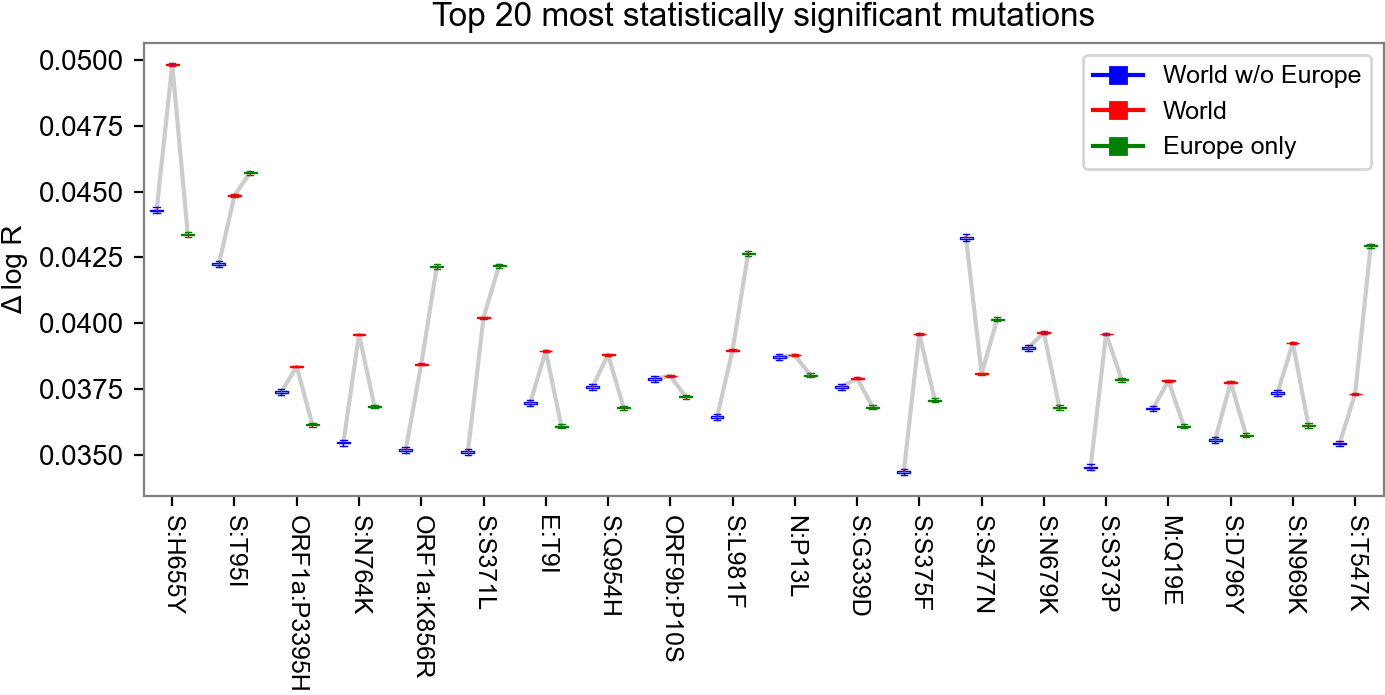 Top 20 most statistically significant mutations
0.0500
0.0475
0.0450
0.0425
0.0400
0.0375
0.0350
Δ log R
World w/o Europe
World
Europe only
S:H655Y
S:T95I
ORF1a:P3395H
S:N764K
ORF1a:K856R
S:S371L
E:T9I
S:Q954H
ORF9b:P10S
S:L981F
N:P13L
S:G339D
S:S375F
S:S477N
S:N679K
S:S373P
M:Q19E
S:D796Y
S:N969K
S:T547K